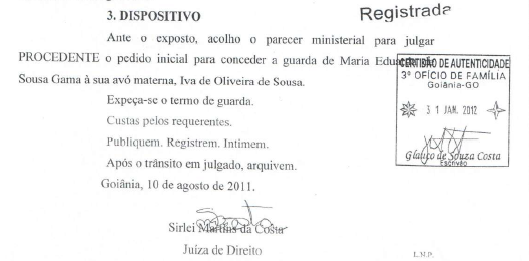 3. DISPOSITIVO
Registrada
Ante o exposto, acolho o parecer ministerial para julgar
PROCEDENTE o pedido inicial para conceder a guarda de Maria Eduarda de
Sousa Gama à sua avó materna, Iva de Oliveira de Sousa.
CERTIDÃO DE AUTENTICIDADE
3º OFÍCIO DE FAMÍLIA
Goiânia-GO
3 1 JAN. 2012
Glauco de Souza Costa
Escrivão
Expeça-se o termo de guarda.
Custas pelos requerentes.
Publiquem. Registrem. Intimem.
Após o trânsito em julgado, arquivem.
Goiânia, 10 de agosto de 2011.
Sirlei Martins da Costa
Juíza de Direito
L.N.P.